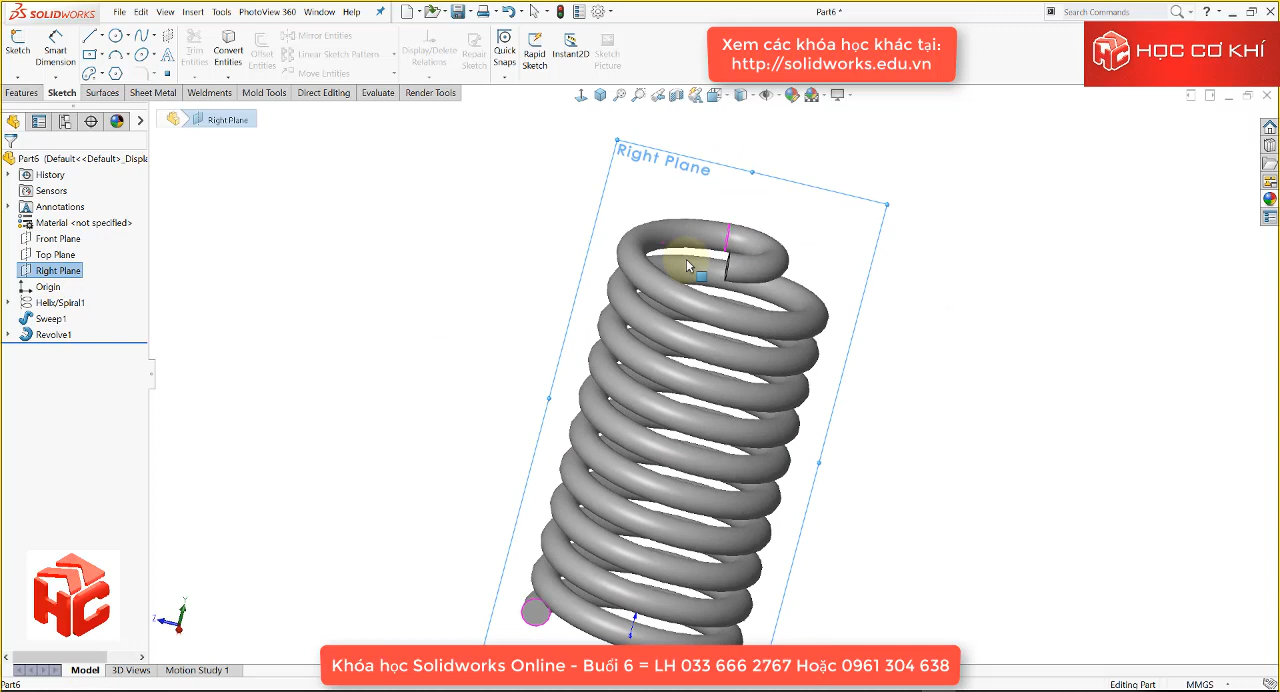 SOLIDWORKS
File Edit View Insert Tools PhotoView 360 Window Help
Part6 *
Search Commands
Sketch
Smart Dimension
Trim Entities
Convert Entities
Offset Entities
Mirror Entities
Linear Sketch Pattern
Move Entities
Display/Delete Relations
Repair Sketch
Quick Snaps
Rapid Sketch
Instant2D
Sketch Picture
Xem các khóa học khác tại:
http://solidworks.edu.vn
HỌC CƠ KHÍ
Features Sketch Surfaces Sheet Metal Weldments Mold Tools Direct Editing Evaluate Render Tools
Right Plane
Part6 (Default<<Default>_Displa
History
Sensors
Annotations
Material <not specified>
Front Plane
Top Plane
Right Plane
Origin
Helix/Spiral1
Sweep1
Revolve1
Right Plane
HC
Y
Z
Khóa học Solidworks Online - Buổi 6 = LH 033 666 2767 Hoặc 0961 304 638
Model 3D Views Motion Study 1
Part6
Editing Part
MMGS